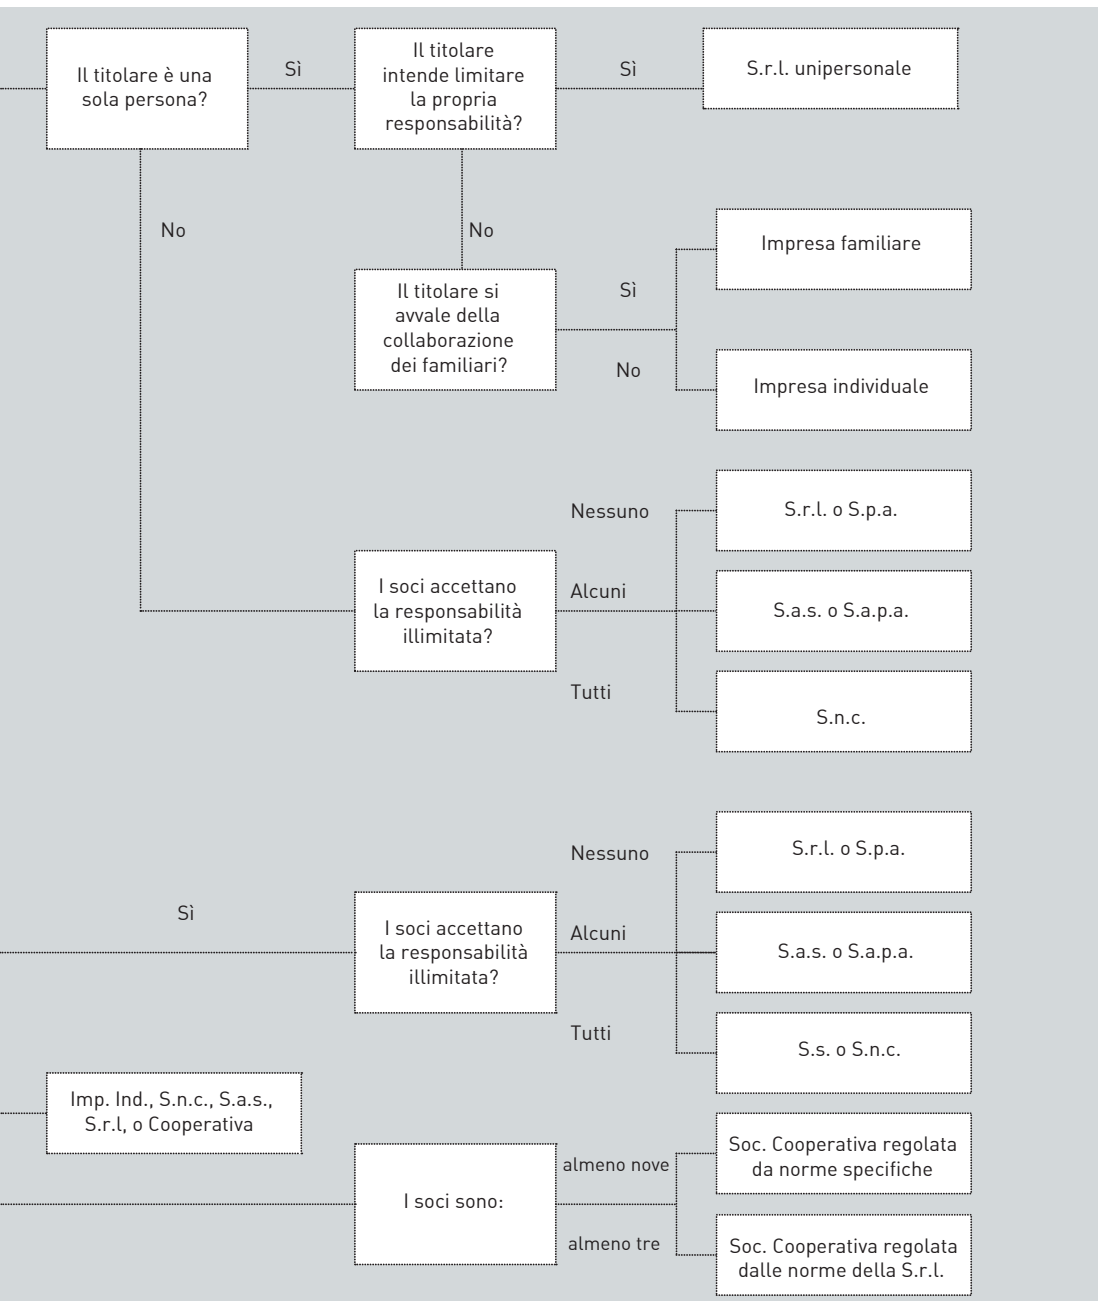 Il titolare è una
sola persona?
Sì
Il titolare
intende limitare
la propria
responsabilità?
Sì
S.r.l. unipersonale
No
No
Il titolare si
avvale della
collaborazione
dei familiari?
Sì
Impresa familiare
No
Impresa individuale
I soci accettano
la responsabilità
illimitata?
Nessuno
S.r.l. o S.p.a.
Alcuni
S.a.s. o S.a.p.a.
Tutti
S.n.c.
Sì
I soci accettano
la responsabilità
illimitata?
Nessuno
S.r.l. o S.p.a.
Alcuni
S.a.s. o S.a.p.a.
Tutti
S.s. o S.n.c.
Imp. Ind., S.n.c., S.a.s.,
S.r.l, o Cooperativa
I soci sono:
almeno nove
Soc. Cooperativa regolata
da norme specifiche
almeno tre
Soc. Cooperativa regolata
dalle norme della S.r.l.